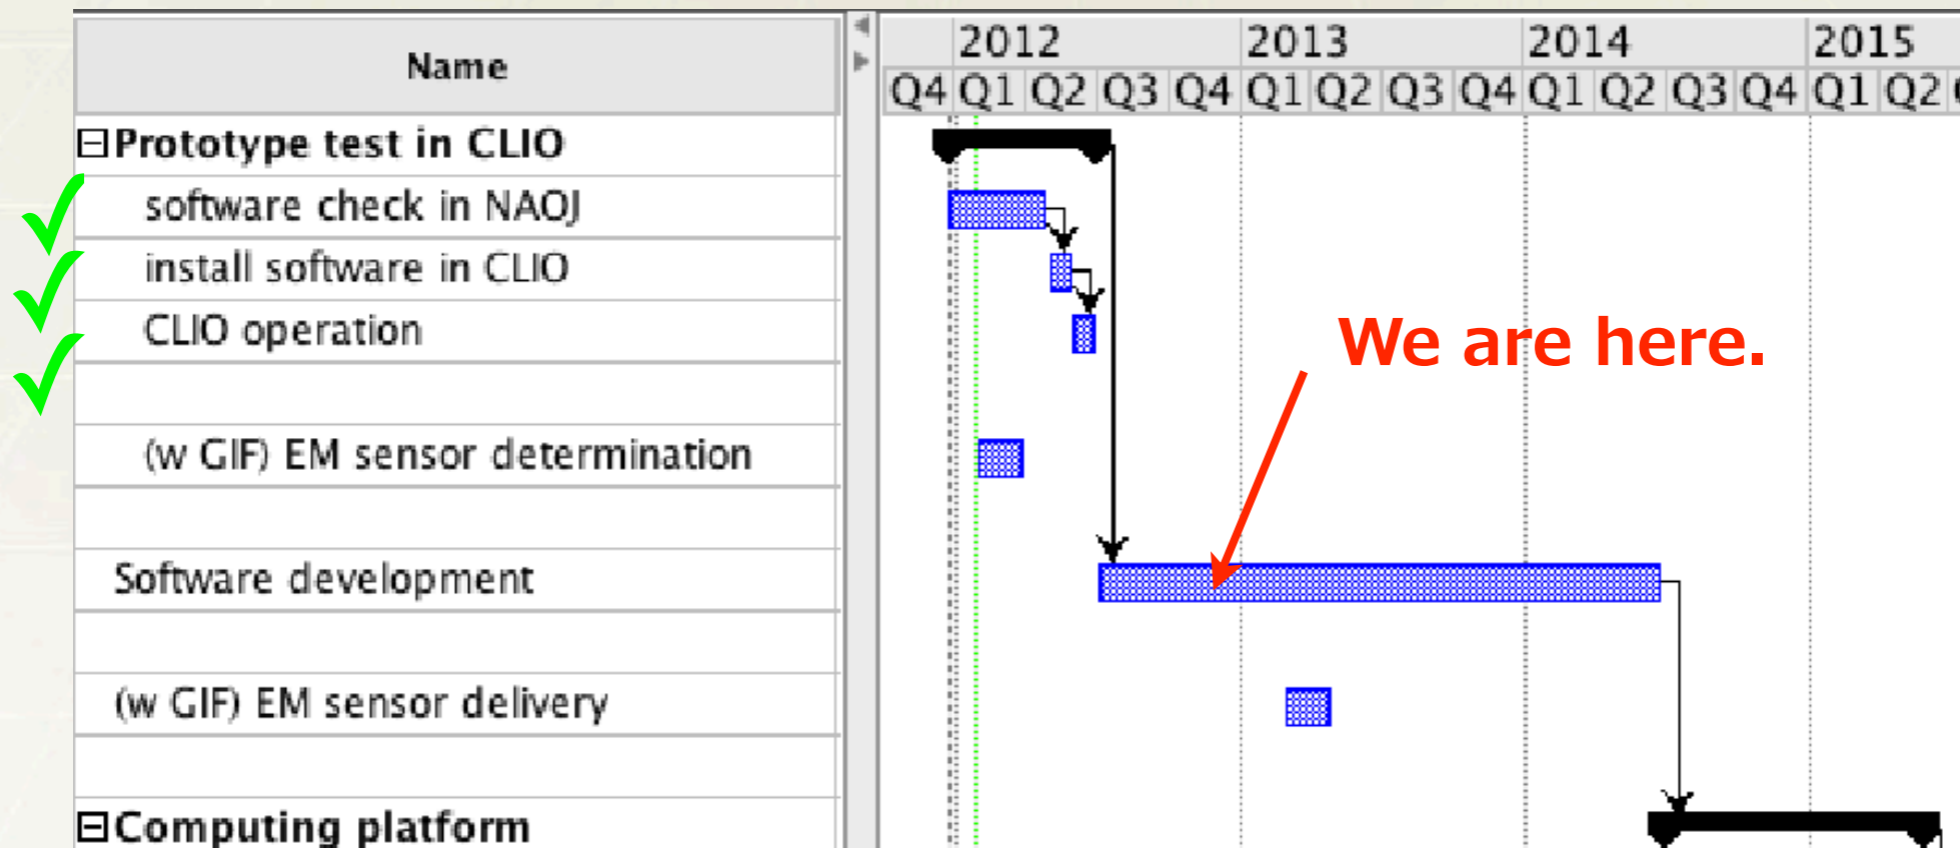 Name
2012 2013 2014 2015
Q4 Q1 Q2 Q3 Q4 Q1 Q2 Q3 Q4 Q1 Q2 Q3 Q4 Q1 Q2
Prototype test in CLIO
software check in NAOJ
install software in CLIO
CLIO operation
We are here.
(w GIF) EM sensor determination
Software development
(w GIF) EM sensor delivery
Computing platform